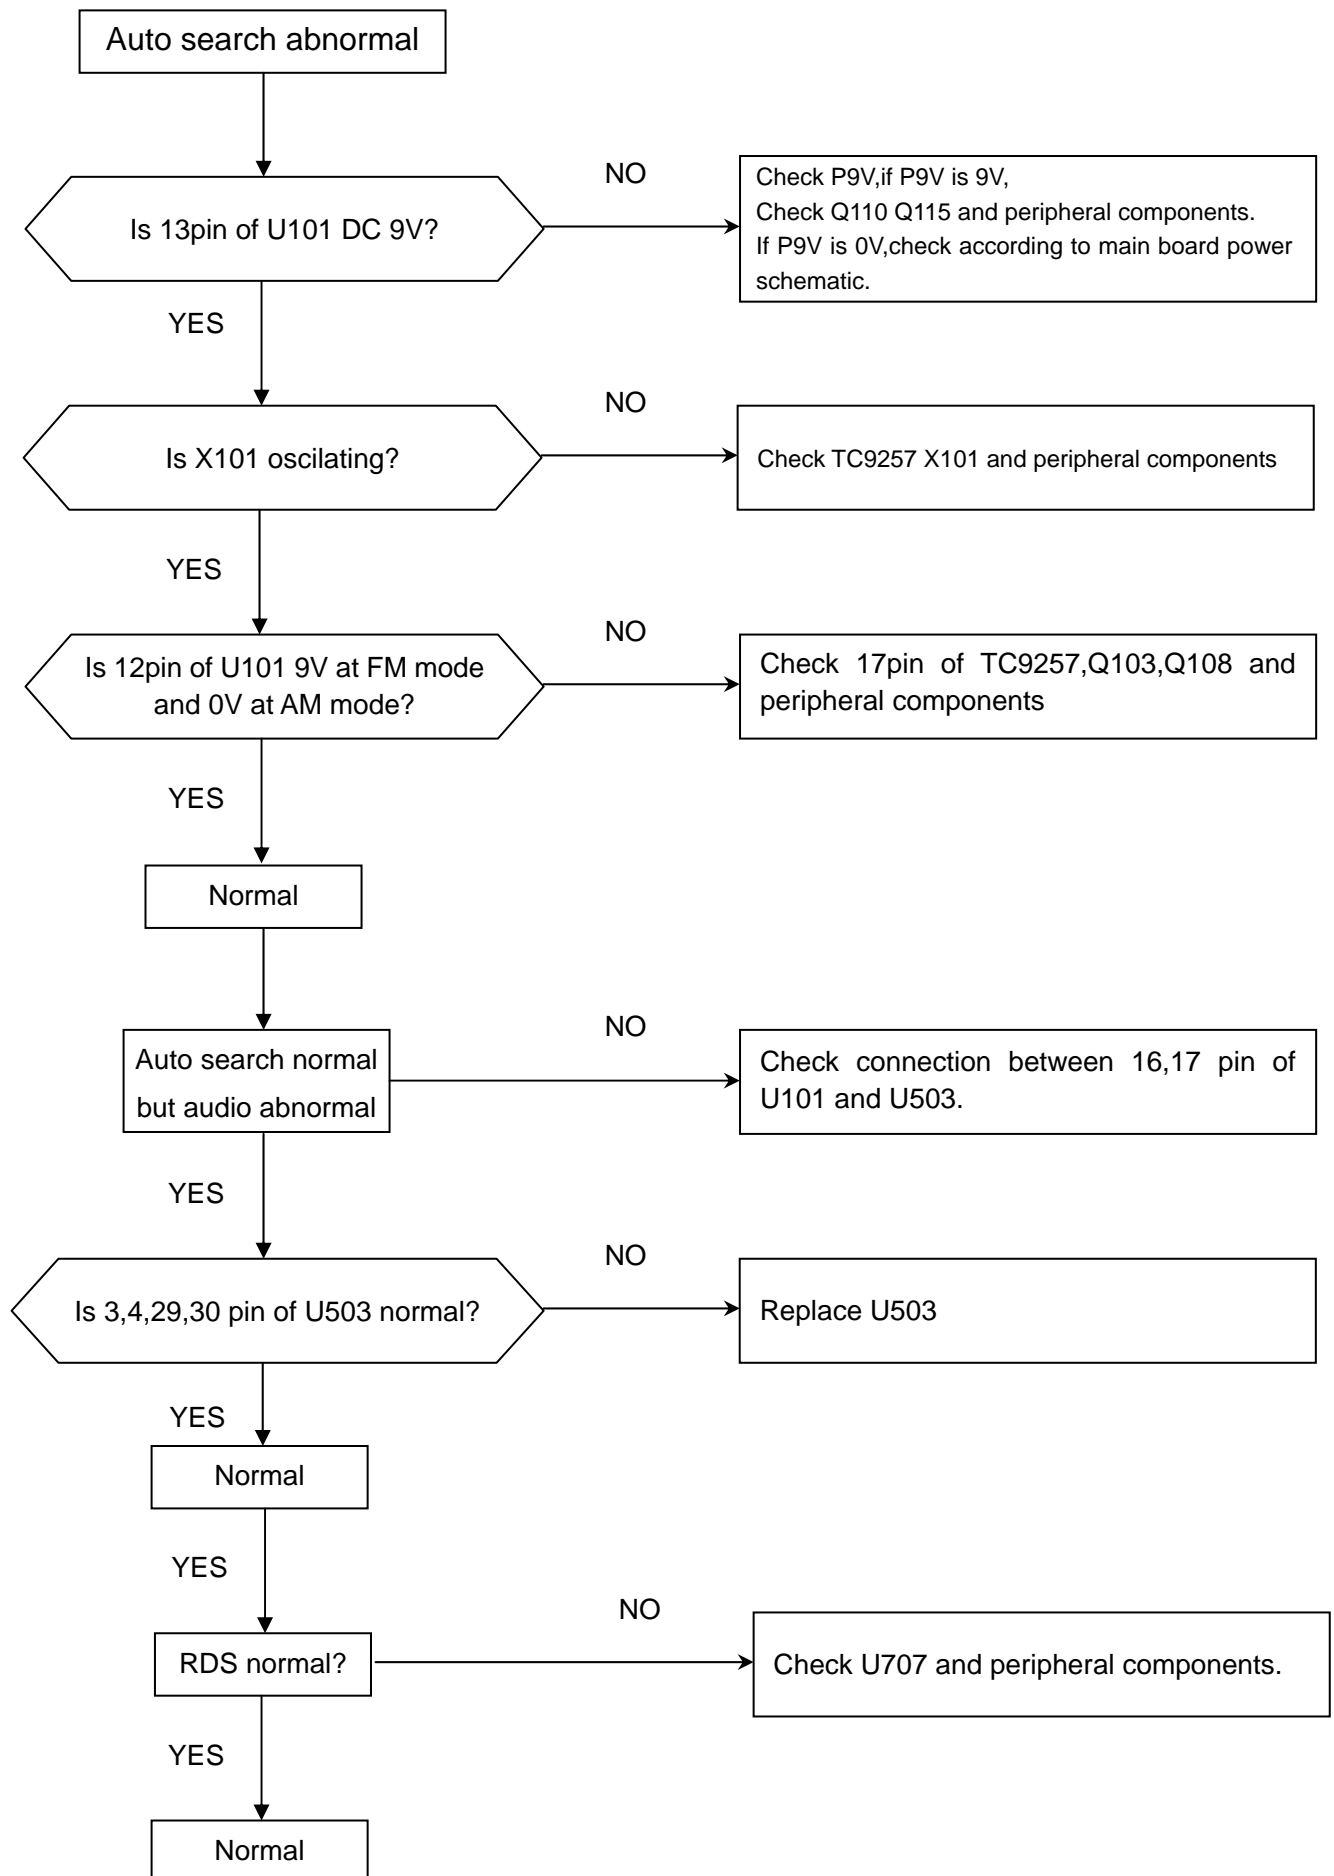 Auto search abnormal
NO
Check P9V,if P9V is 9V,
Check Q110 Q115 and peripheral components.
If P9V is 0V,check according to main board power
schematic.
Is 13pin of U101 DC 9V?
YES
NO
Is X101 oscilating?
Check TC9257 X101 and peripheral components
YES
NO
Is 12pin of U101 9V at FM mode
and 0V at AM mode?
Check 17pin of TC9257,Q103,Q108 and
peripheral components
YES
Normal
NO
Auto search normal
but audio abnormal
Check connection between 16,17 pin of
U101 and U503.
YES
NO
Is 3,4,29,30 pin of U503 normal?
Replace U503
YES
Normal
YES
NO
RDS normal?
Check U707 and peripheral components.
YES
Normal